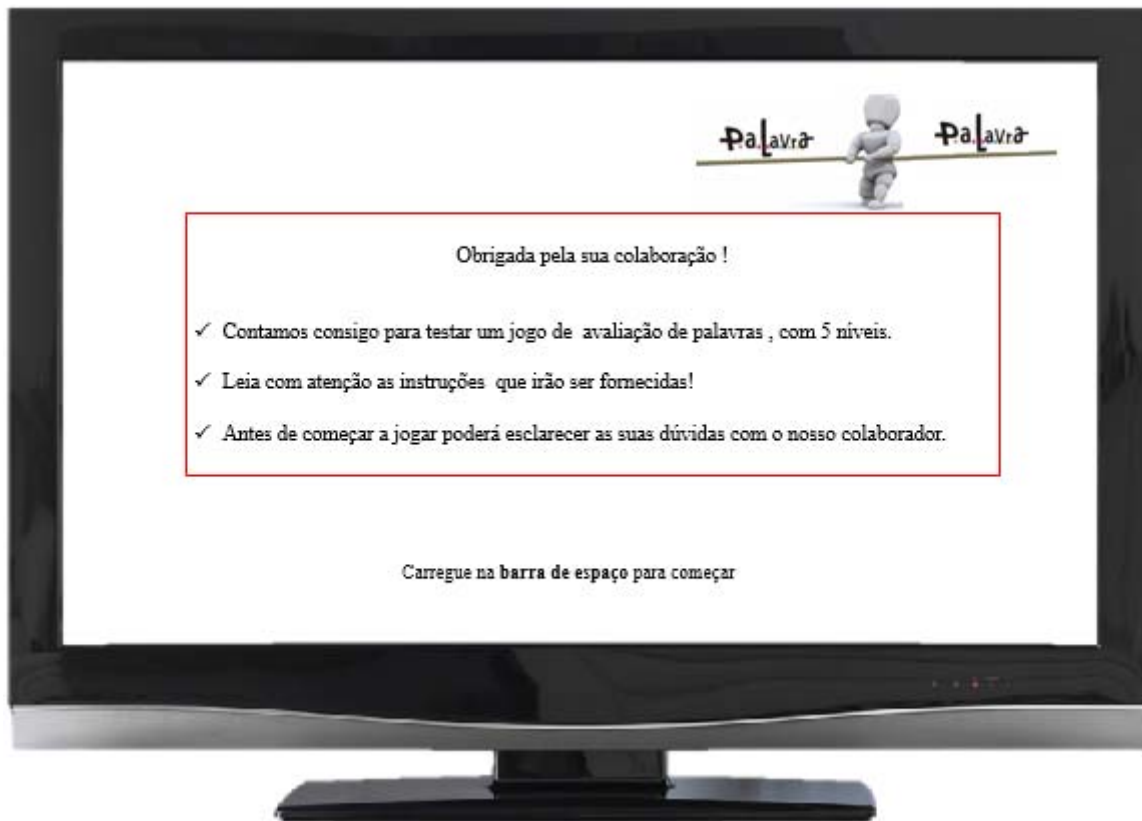 Pa.Lavra Pa.Lavra
Obrigada pela sua colaboração !
✓ Contamos consigo para testar um jogo de avaliação de palavras , com 5 níveis.
✓ Leia com atenção as instruções que irão ser fornecidas!
✓ Antes de começar a jogar poderá esclarecer as suas dúvidas com o nosso colaborador.
Carregue na barra de espaço para começar